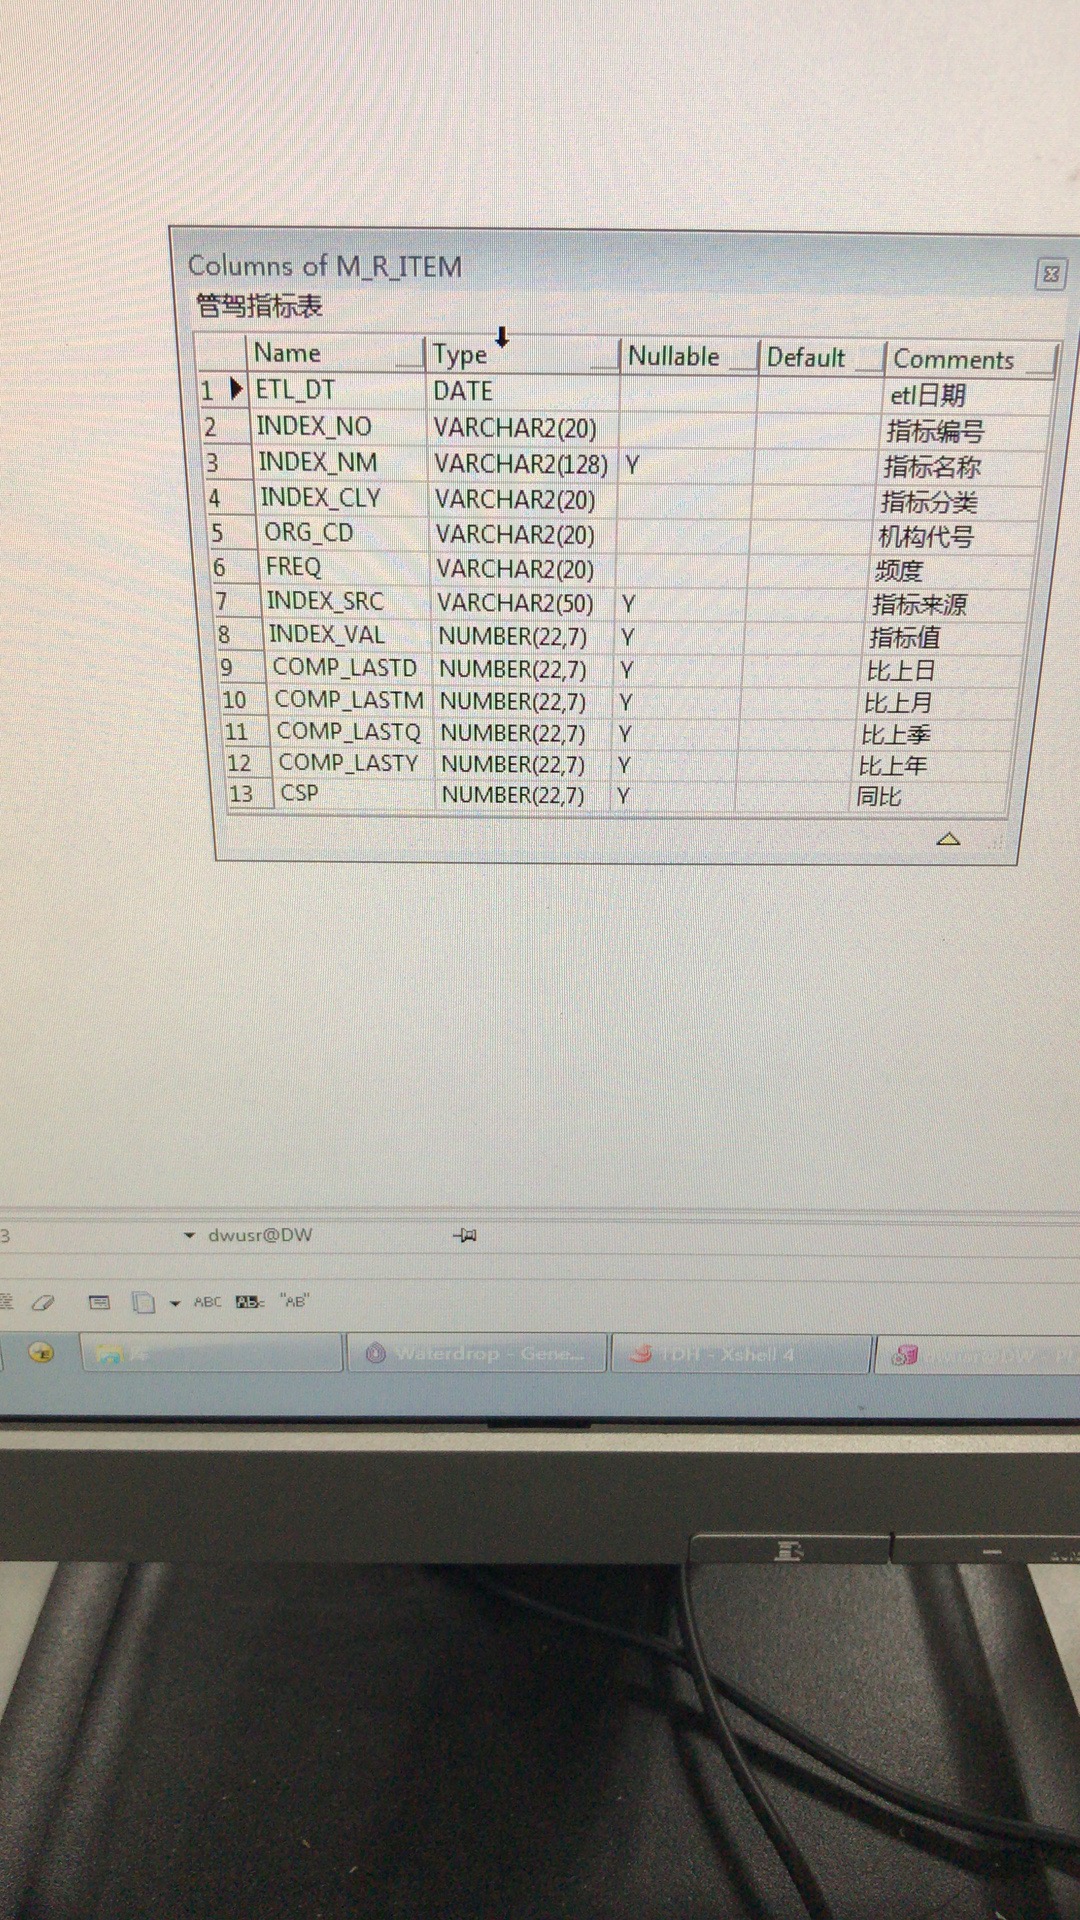 Columns of M_R_ITEM
管驾指标表
Name Type Nullable Default Comments
1 ETL_DT DATE etl日期
2 INDEX_NO VARCHAR2(20) 指标编号
3 INDEX_NM VARCHAR2(128) Y 指标名称
4 INDEX_CLY VARCHAR2(20) 指标分类
5 ORG_CD VARCHAR2(20) 机构代号
6 FREQ VARCHAR2(20) 频度
7 INDEX_SRC VARCHAR2(50) Y 指标来源
8 INDEX_VAL NUMBER(22,7) Y 指标值
9 COMP_LASTD NUMBER(22,7) Y 比上日
10 COMP_LASTM NUMBER(22,7) Y 比上月
11 COMP_LASTQ NUMBER(22,7) Y 比上季
12 COMP_LASTY NUMBER(22,7) Y 比上年
13 CSP NUMBER(22,7) Y 同比
3 dwusr@DW
ABC "AB"
Waterdrop - Gene... TDH - Xshell 4